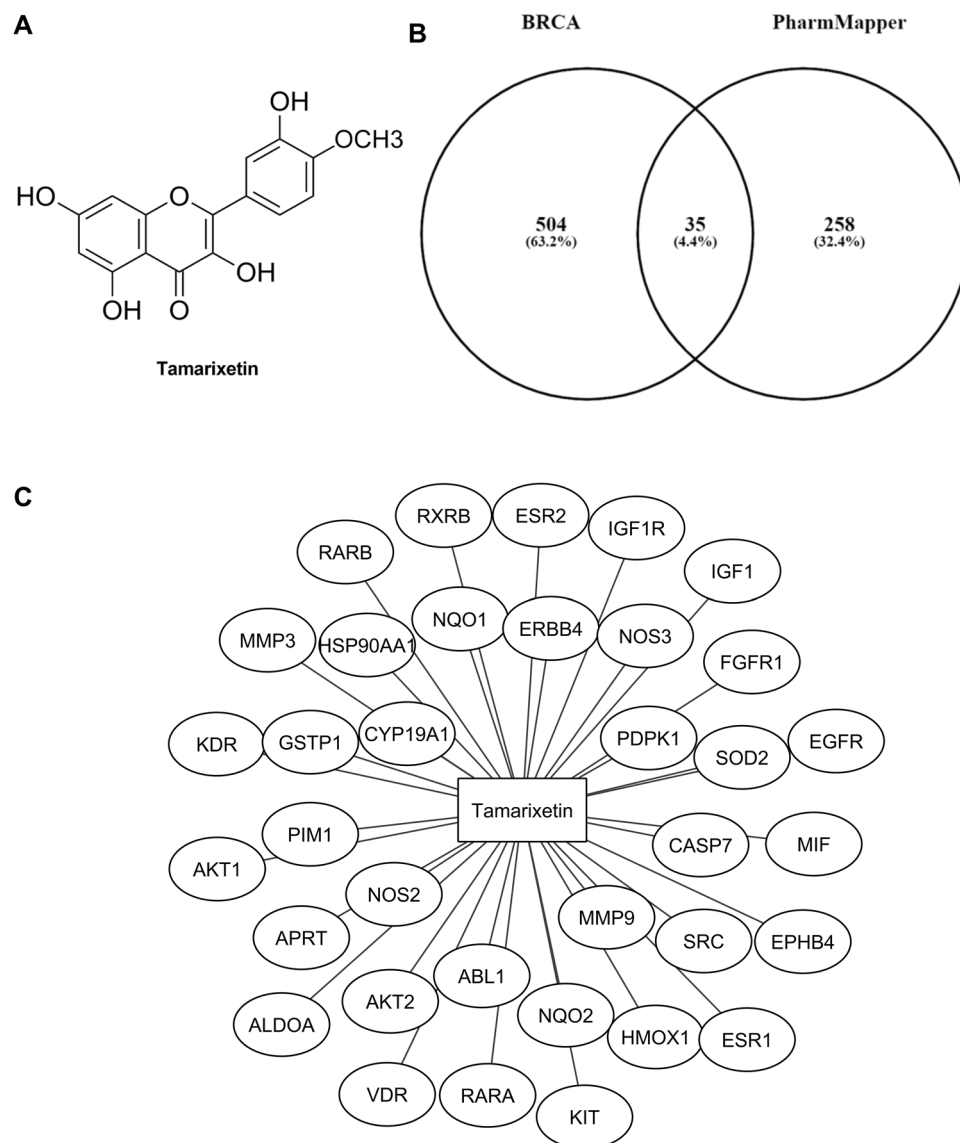 A
OH
OCH3
HO
O
OH
OH
O
Tamarixetin
B
BRCA
PharmMapper
504
(63.2%)
35
(4.4%)
258
(32.4%)
C
RXRB
ESR2
IGF1R
RARB
IGF1
NQO1
ERBB4
NOS3
MMP3
HSP90AA1
FGFR1
KDR
GSTP1
CYP19A1
PDPK1
SOD2
EGFR
Tamarixetin
PIM1
CASP7
MIF
AKT1
NOS2
MMP9
APRT
SRC
EPHB4
ABL1
AKT2
NQO2
ALDOA
HMOX1
ESR1
VDR
RARA
KIT